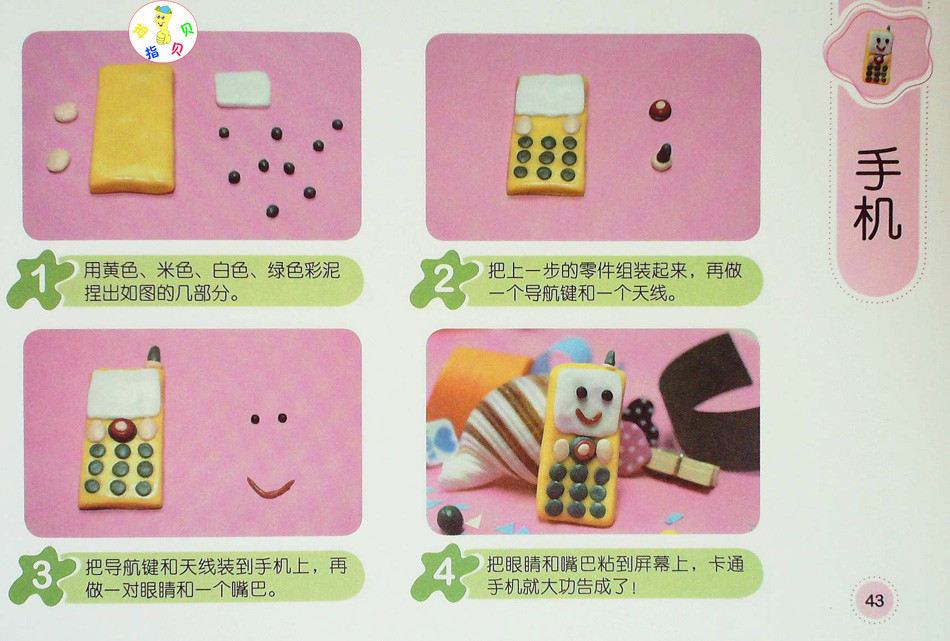 指贝贝
手机
1
用黄色、米色、白色、绿色彩泥
捏出如图的几部分。
2
把上一步的零件组装起来，再做
一个导航键和一个天线。
3
把导航键和天线装到手机上，再
做一对眼睛和一个嘴巴。
4
把眼睛和嘴巴粘到屏幕上，卡通
手机就大功告成了！
43